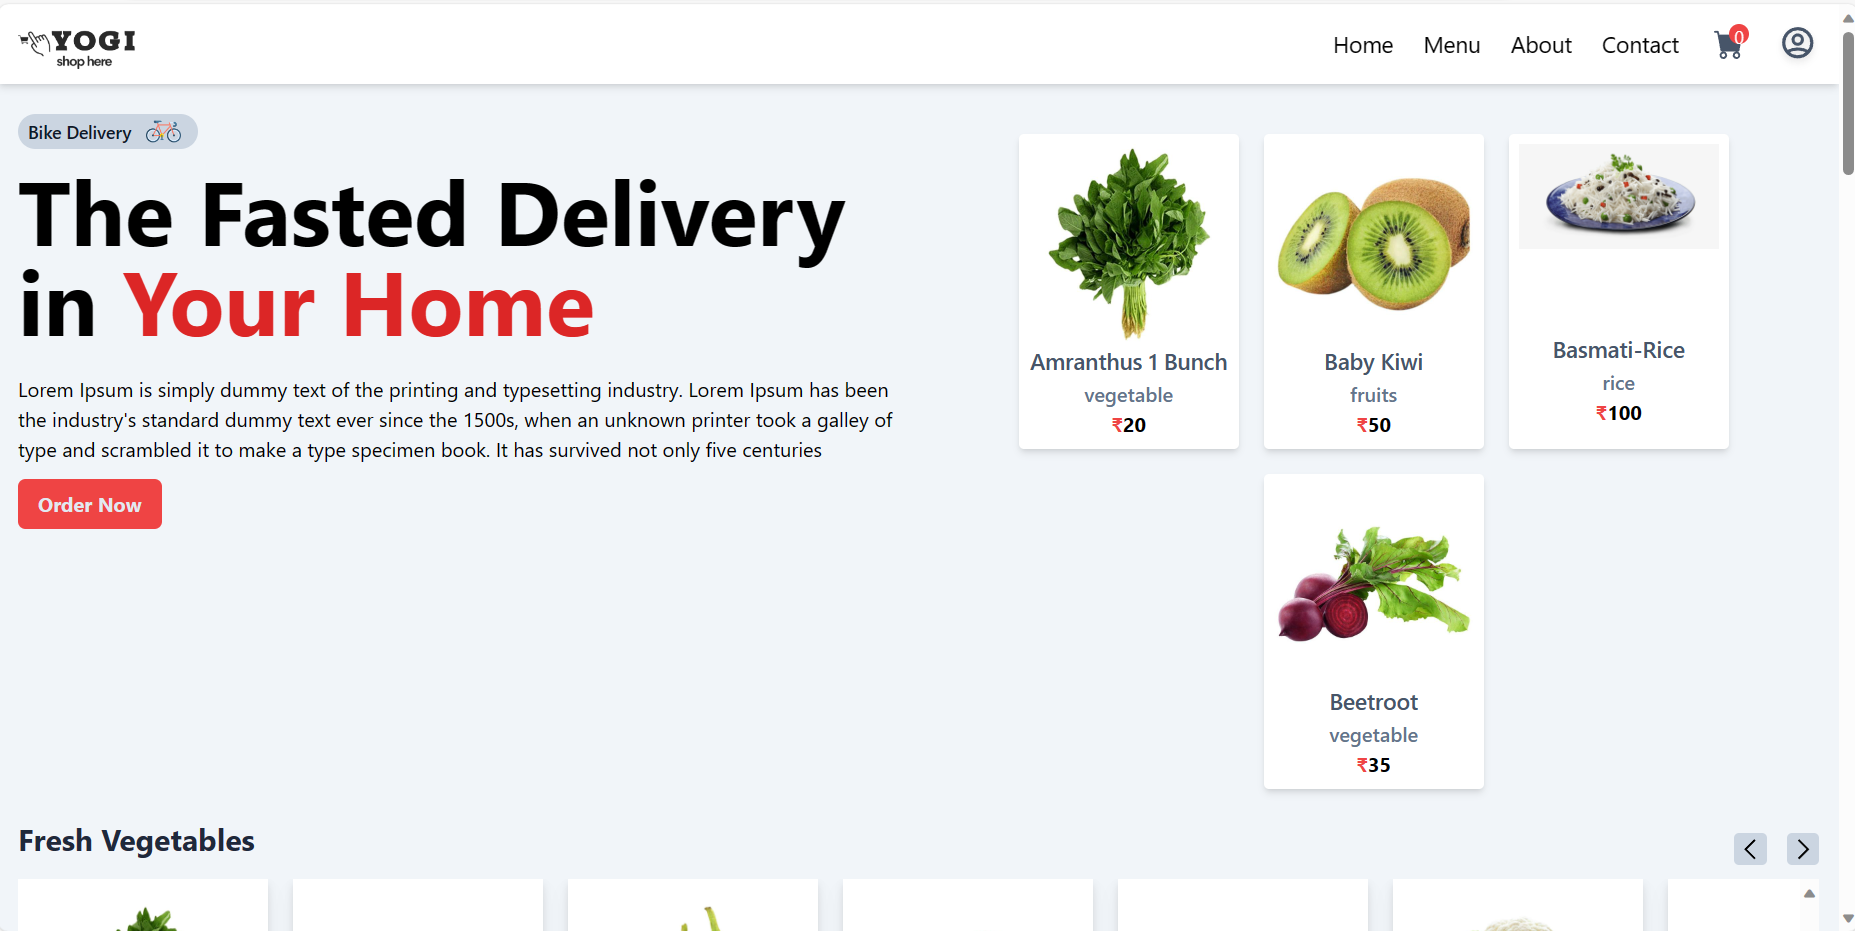 YOGI
shop here
Home Menu About Contact 0
Bike Delivery
The Fasted Delivery
in Your Home
Lorem Ipsum is simply dummy text of the printing and typesetting industry. Lorem Ipsum has been
the industry's standard dummy text ever since the 1500s, when an unknown printer took a galley of
type and scrambled it to make a type specimen book. It has survived not only five centuries
Order Now
Amranthus 1 Bunch
vegetable
₹20
Baby Kiwi
fruits
₹50
Basmati-Rice
rice
₹100
Beetroot
vegetable
₹35
Fresh Vegetables